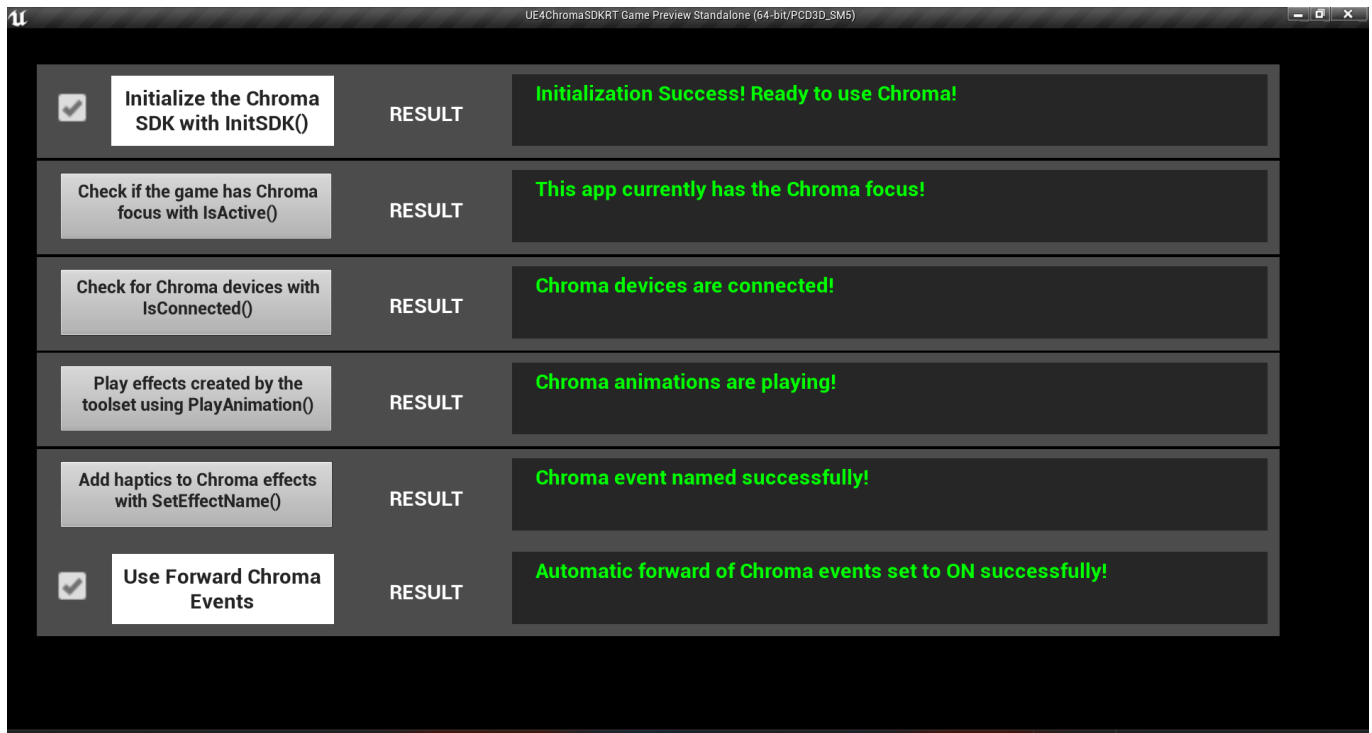 UE4ChromaSDKRT Game Preview Standalone (64-bit/PCD3D_SM5)
Initialize the Chroma
SDK with InitSDK()
RESULT
Initialization Success! Ready to use Chroma!
Check if the game has Chroma
focus with IsActive()
RESULT
This app currently has the Chroma focus!
Check for Chroma devices with
IsConnected()
RESULT
Chroma devices are connected!
Play effects created by the
toolset using PlayAnimation()
RESULT
Chroma animations are playing!
Add haptics to Chroma effects
with SetEffectName()
RESULT
Chroma event named successfully!
Use Forward Chroma
Events
RESULT
Automatic forward of Chroma events set to ON successfully!